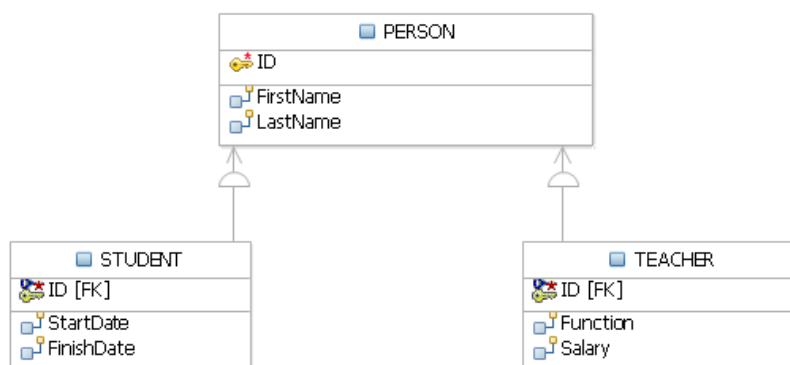 PERSON
ID
FirstName
LastName
STUDENT
ID [FK]
StartDate
FinishDate
TEACHER
ID [FK]
Function
Salary